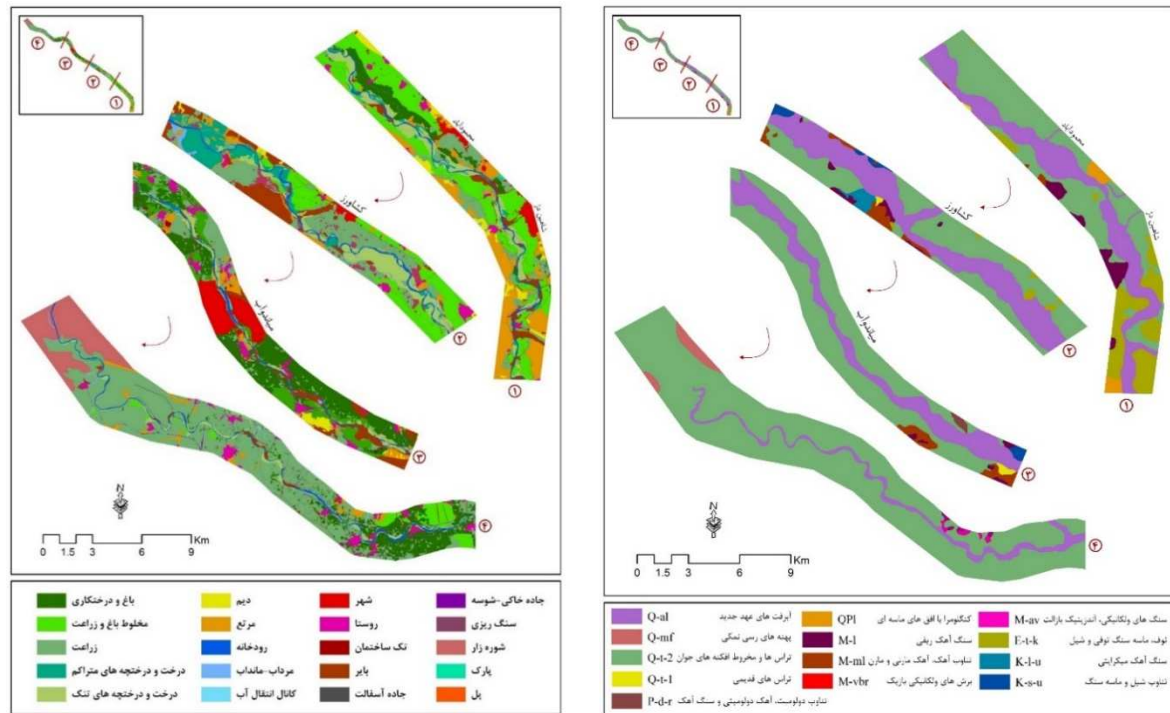 ④
③
②
①
محمودآباد
شاهین دژ
کشاورز
میاندوآب
①
②
③
④
N
0 1.5 3 6 9 Km
باغ و درختکاری
دیم
شهر
جاده خاکی-شوسه
مخلوط باغ و زراعت
مرتع
روستا
سنگ ریزی
زراعت
رودخانه
تک ساختمان
شوره زار
درخت و درختچه های متراکم
مرداب-مانداب
بایر
پارک
درخت و درختچه های تنک
کانال انتقال آب
جاده آسفالت
پل
④
③
②
①
محمودآباد
شاهین دژ
کشاورز
میاندوآب
①
②
③
④
N
0 1.5 3 6 9 Km
Q-al آبرفت های عهد جدید
QPl کنگلومرا با افق های ماسه ای
M-av سنگ های ولکانیکی، آندزیتیک بازالت
Q-mf پهنه های رسی نمکی
M-l سنگ آهک ریفی
E-t-k توف، ماسه سنگ توفی و شیل
Q-t-2 تراس ها و مخروط افکنه های جوان
M-ml تناوب آهک، آهک مارنی و مارن
K-l-u سنگ آهک میکرایتی
Q-t-1 تراس های قدیمی
M-vbr برش های ولکانیکی بازیک
K-s-u تناوب شیل و ماسه سنگ
P-d-r تناوب دولومیت، آهک دولومیتی و سنگ آهک